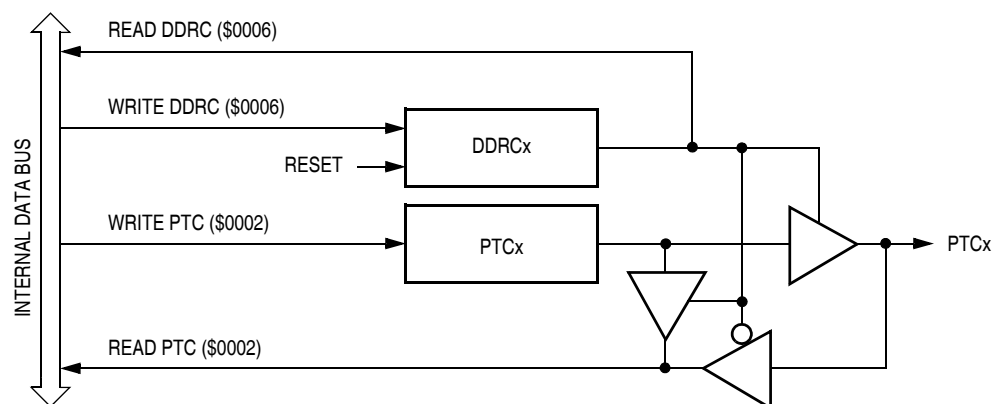 READ DDRC ($0006)
WRITE DDRC ($0006)
DDRCx
RESET
INTERNAL DATA BUS
WRITE PTC ($0002)
PTCx
PTCx
READ PTC ($0002)